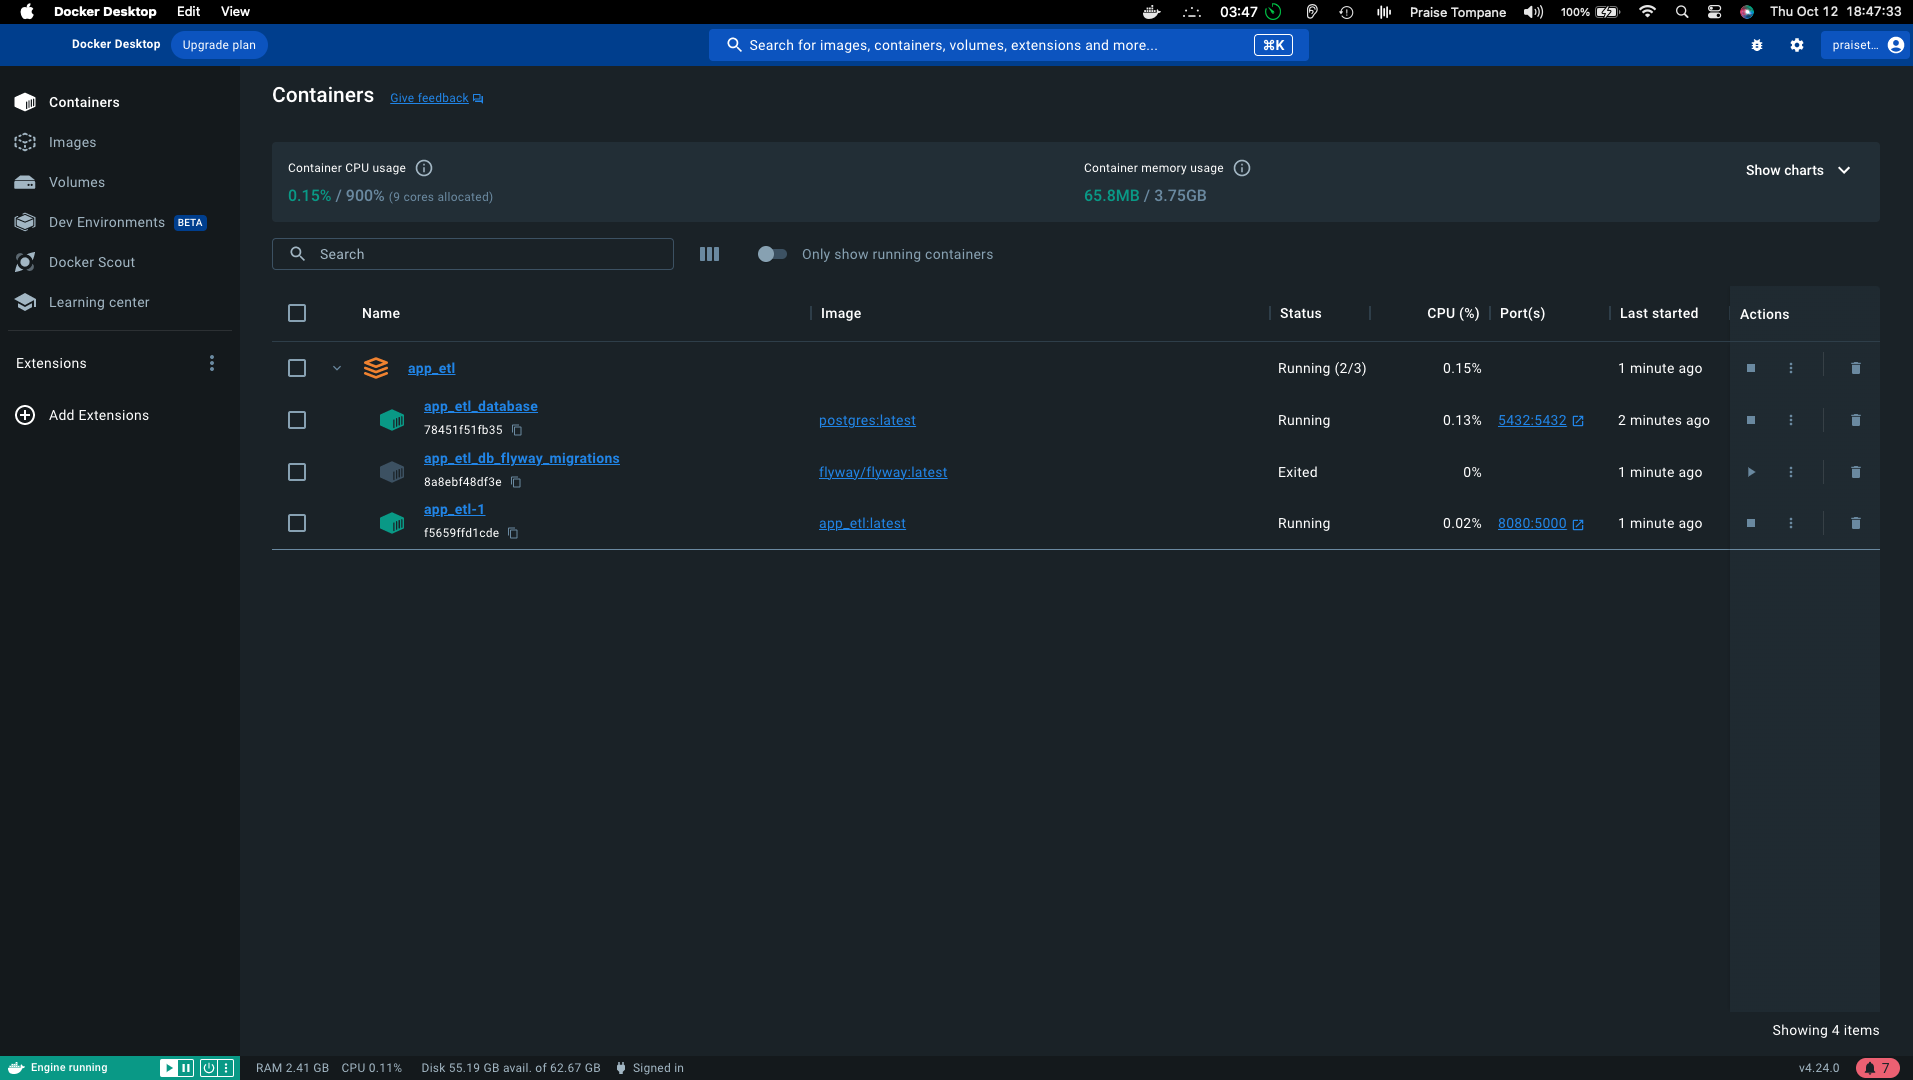 Docker Desktop Edit View 03:47 Praise Tompane 100% Thu Oct 12 18:47:33
Docker Desktop Upgrade plan Search for images, containers, volumes, extensions and more... ⌘K praiset...
Containers
Images
Volumes
Dev Environments BETA
Docker Scout
Learning center
Extensions
Add Extensions
Containers Give feedback
Container CPU usage
0.15% / 900% (9 cores allocated)
Container memory usage
65.8MB / 3.75GB
Show charts
Search Only show running containers
Name Image Status CPU (%) Port(s) Last started Actions
app_etl Running (2/3) 0.15% 1 minute ago
app_etl_database
78451f51fb35
postgres:latest Running 0.13% 5432:5432 2 minutes ago
app_etl_db_flyway_migrations
8a8ebf48df3e
flyway/flyway:latest Exited 0% 1 minute ago
app_etl-1
f5659ffd1cde
app_etl:latest Running 0.02% 8080:5000 1 minute ago
Showing 4 items
Engine running RAM 2.41 GB CPU 0.11% Disk 55.19 GB avail. of 62.67 GB Signed in v4.24.0 7